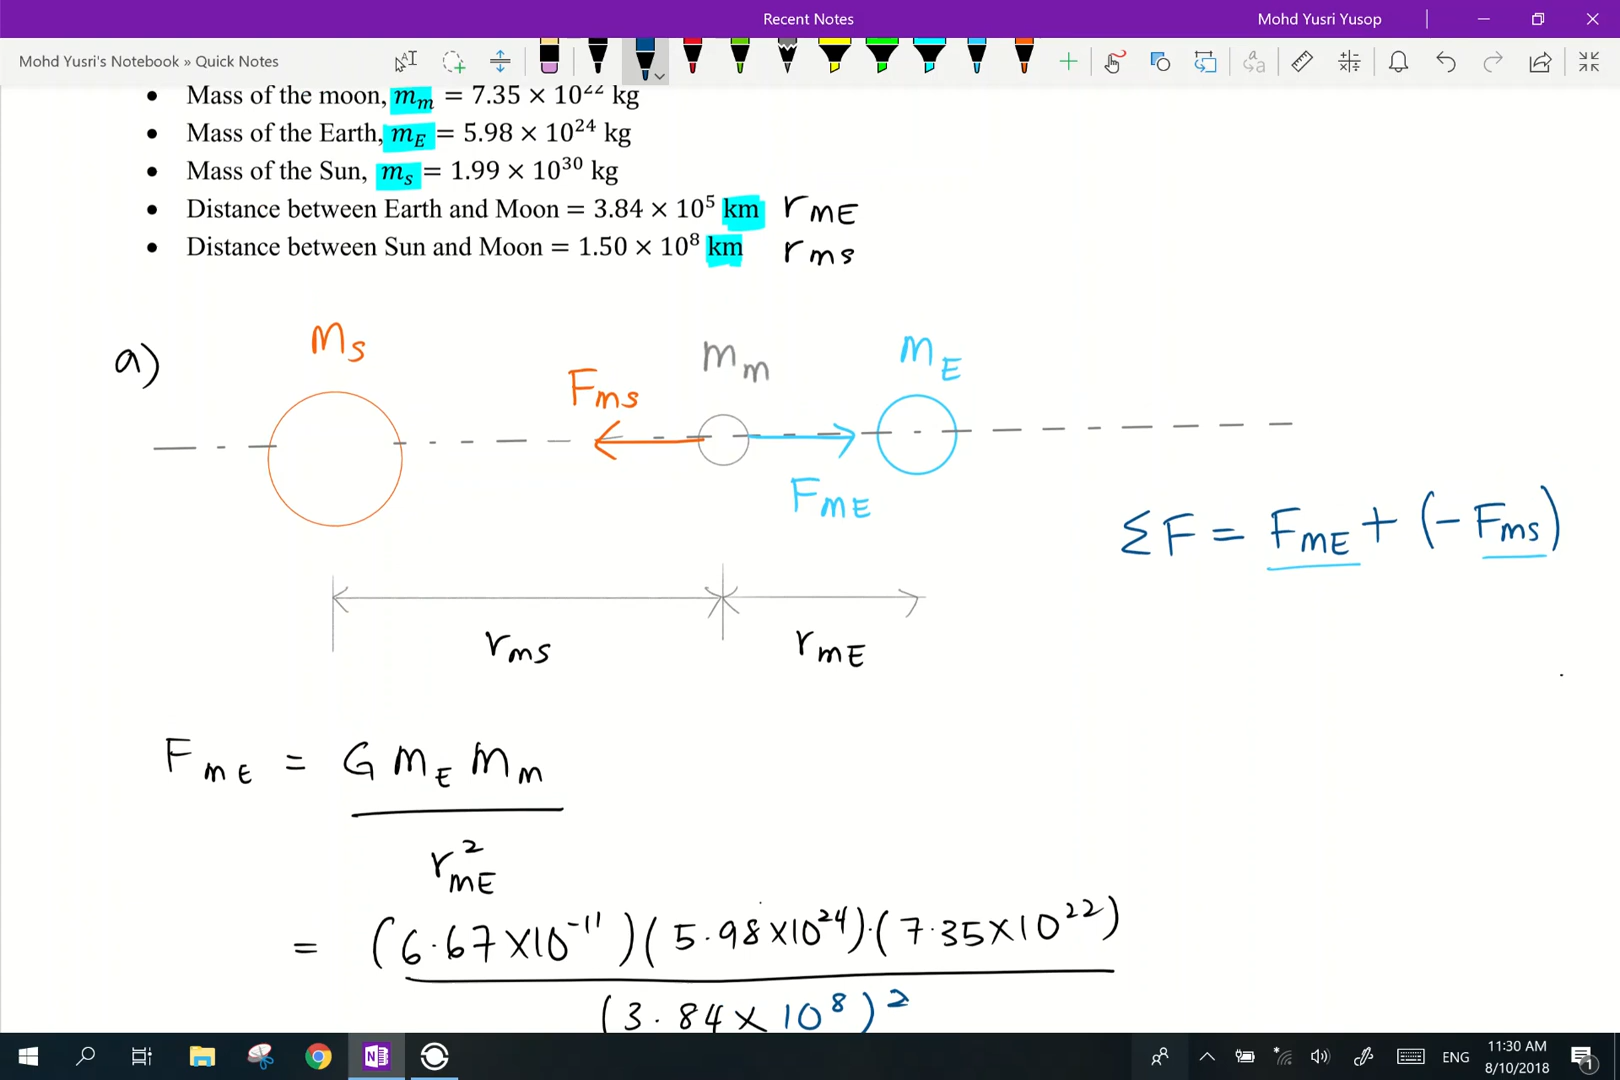 Recent Notes
Mohd Yusri Yusop
Mohd Yusri's Notebook » Quick Notes
• Mass of the moon, m_m = 7.35 × 10^22 kg
• Mass of the Earth, m_E = 5.98 × 10^24 kg
• Mass of the Sun, m_s = 1.99 × 10^30 kg
• Distance between Earth and Moon = 3.84 × 10^5 km r_mE
• Distance between Sun and Moon = 1.50 × 10^8 km r_ms
a)
M_S
m_m
m_E
F_ms
F_mE
ΣF = F_mE + (- F_ms)
r_ms
r_mE
F_mE = G m_E m_m
r_mE^2
= (6.67×10^-11)(5.98×10^24).(7.35×10^22)
(3.84 × 10^8)^2
ENG
11:30 AM
8/10/2018
1